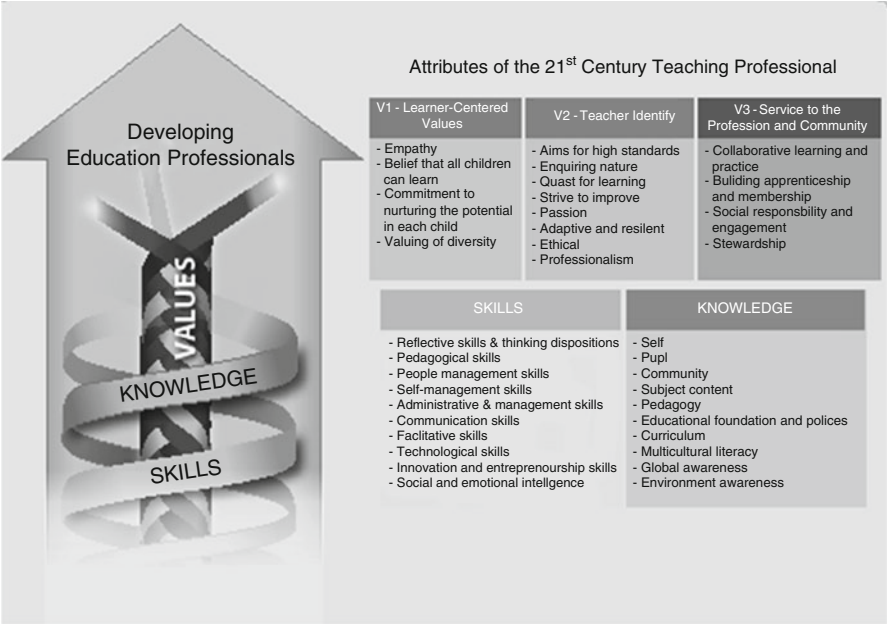 Developing
Education Professionals
VALUES
KNOWLEDGE
SKILLS
Attributes of the 21st Century Teaching Professional
V1 - Learner-Centered
Values
- Empathy
- Belief that all children
can learn
- Commitment to
nurturing the potential
in each child
- Valuing of diversity
V2 - Teacher Identify
- Aims for high standards
- Enquiring nature
- Quast for learning
- Strive to improve
- Passion
- Adaptive and resilent
- Ethical
- Professionalism
V3 - Service to the
Profession and Community
- Collaborative learning and
practice
- Buliding apprenticeship
and membership
- Social responsbility and
engagement
- Stewardship
SKILLS
- Reflective skills & thinking dispositions
- Pedagogical skills
- People management skills
- Self-management skills
- Administrative & management skills
- Communication skills
- Facflitative skills
- Technological skills
- Innovation and entreprenourship skills
- Social and emotional intellgence
KNOWLEDGE
- Self
- Pupl
- Community
- Subject content
- Pedagogy
- Educational foundation and polices
- Curriculum
- Multicultural literacy
- Global awareness
- Environment awareness